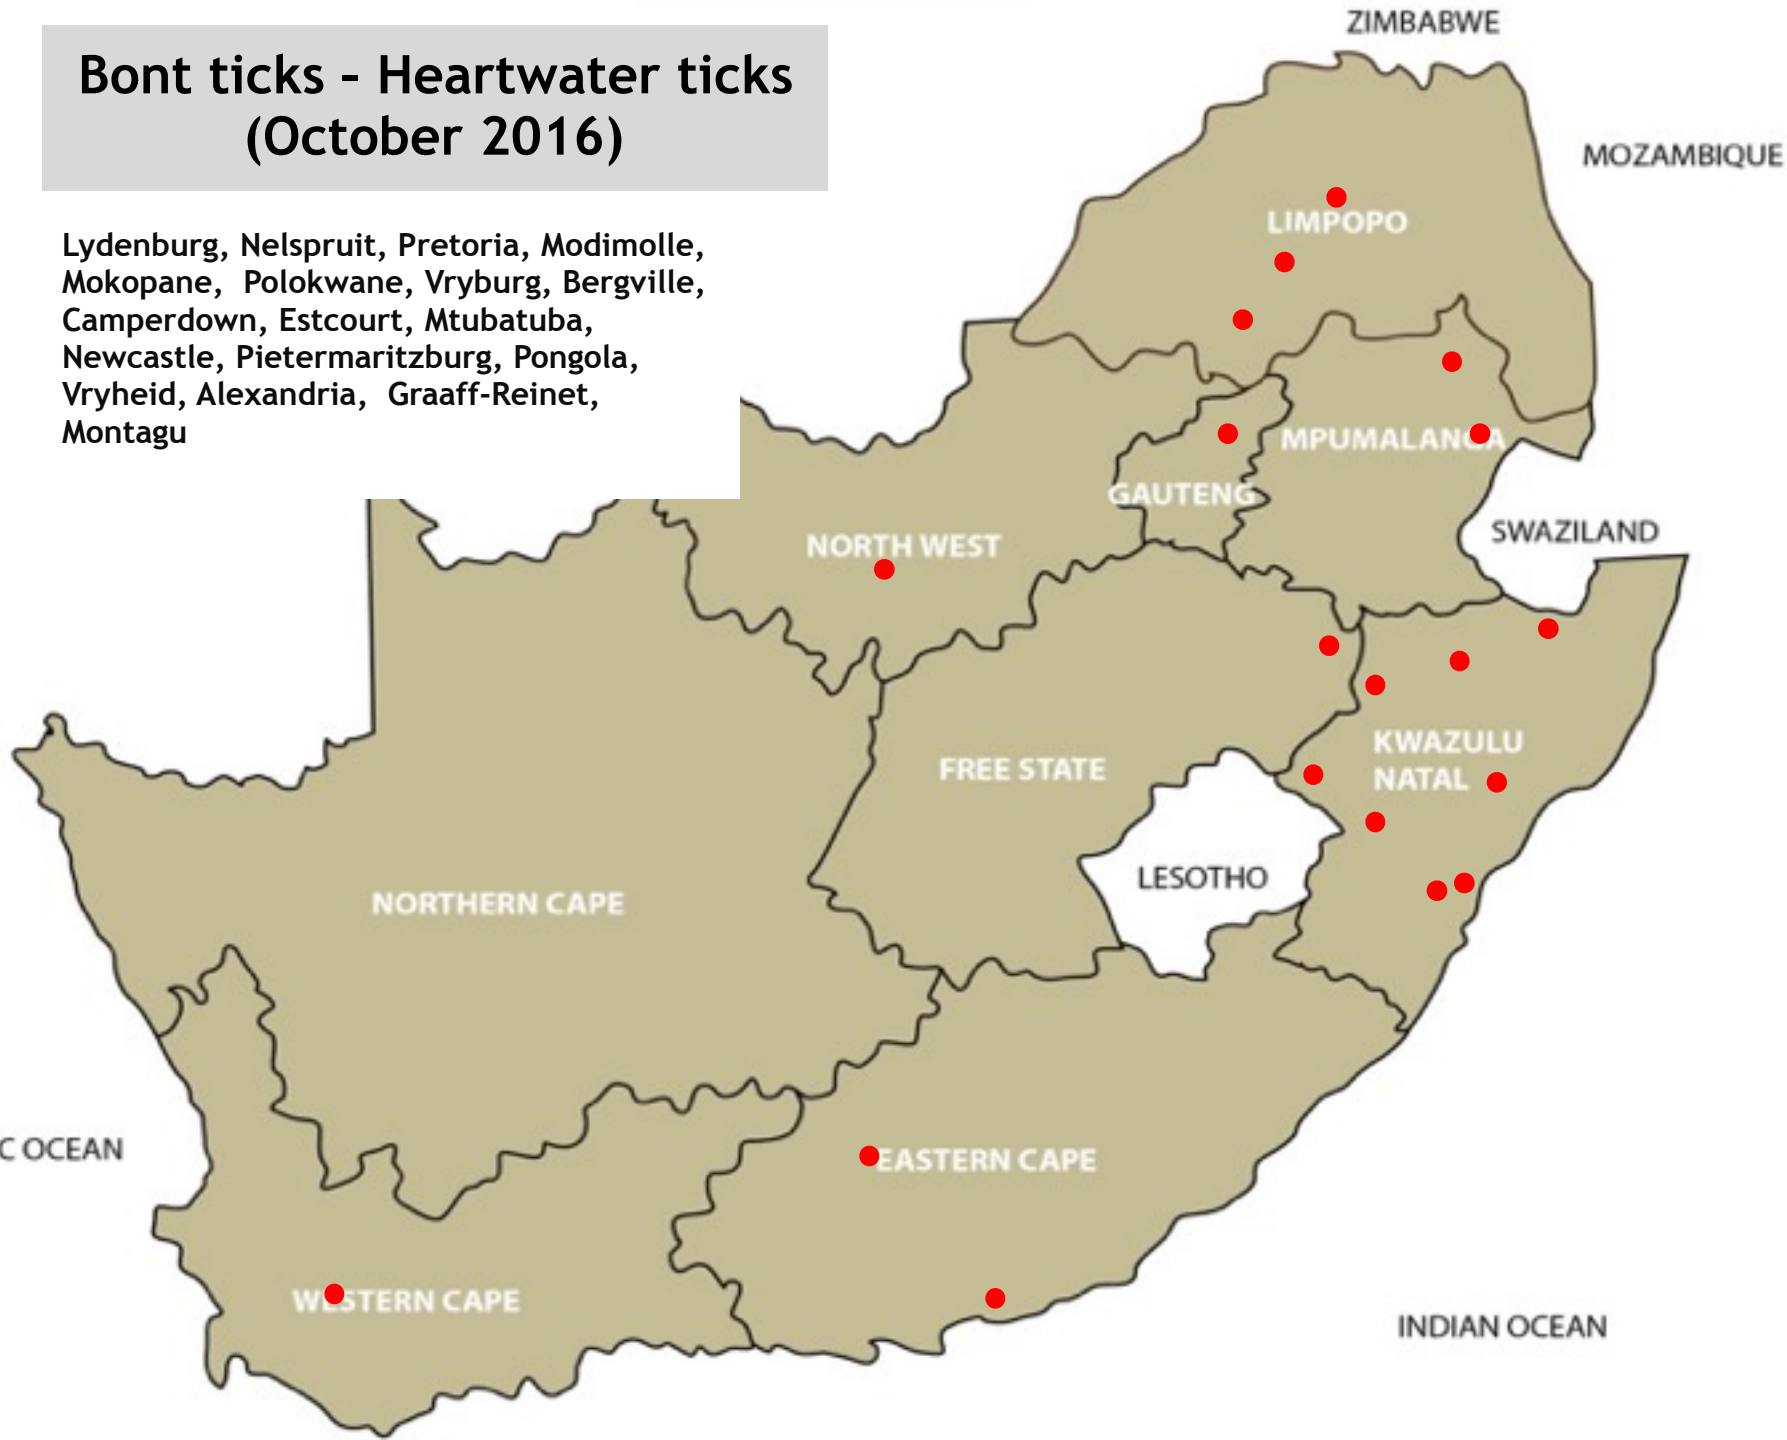 Bont ticks – Heartwater ticks
(October 2016)
Lydenburg, Nelspruit, Pretoria, Modimolle,
Mokopane,  Polokwane, Vryburg, Bergville,
Camperdown, Estcourt, Mtubatuba,
Newcastle, Pietermaritzburg, Pongola,
Vryheid, Alexandria,  Graaff-Reinet,
Montagu
ZIMBABWE
MOZAMBIQUE
LIMPOPO
MPUMALANGA
GAUTENG
SWAZILAND
NORTH WEST
KWAZULU
NATAL
FREE STATE
LESOTHO
NORTHERN CAPE
C OCEAN
EASTERN CAPE
WESTERN CAPE
INDIAN OCEAN